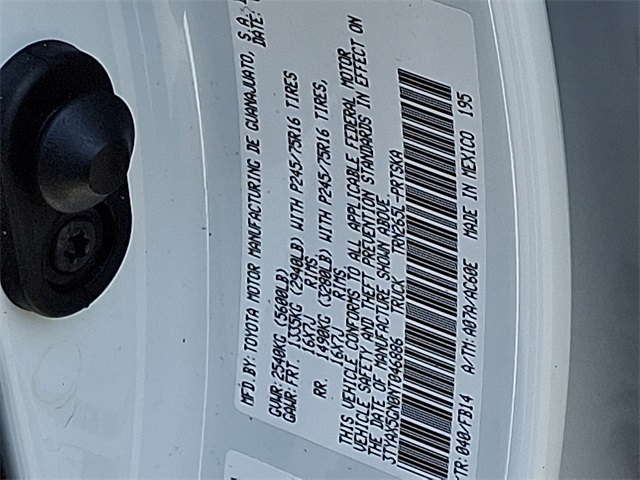 MFD. BY: TOYOTA MOTOR MANUFACTURING DE GUANAJUATO, S.A.
DATE:
GVWR: 2540KG (5600LB)
GAWR: FRT. 1335KG (2940LB) WITH P245/75R16 TIRES
16X7J RIMS,
RR. 1490KG (3280LB) WITH P245/75R16 TIRES,
16X7J RIMS.
THIS VEHICLE CONFORMS TO ALL APPLICABLE FEDERAL MOTOR
VEHICLE SAFETY AND THEFT PREVENTION STANDARDS IN EFFECT ON
THE DATE OF MANUFACTURE SHOWN ABOVE.
3TYAX5GN0NT046886 TRUCK TRN265L-PRTSKA
/TR: 040/FB14 A/TM: A07A/AC60E MADE IN MEXICO 195